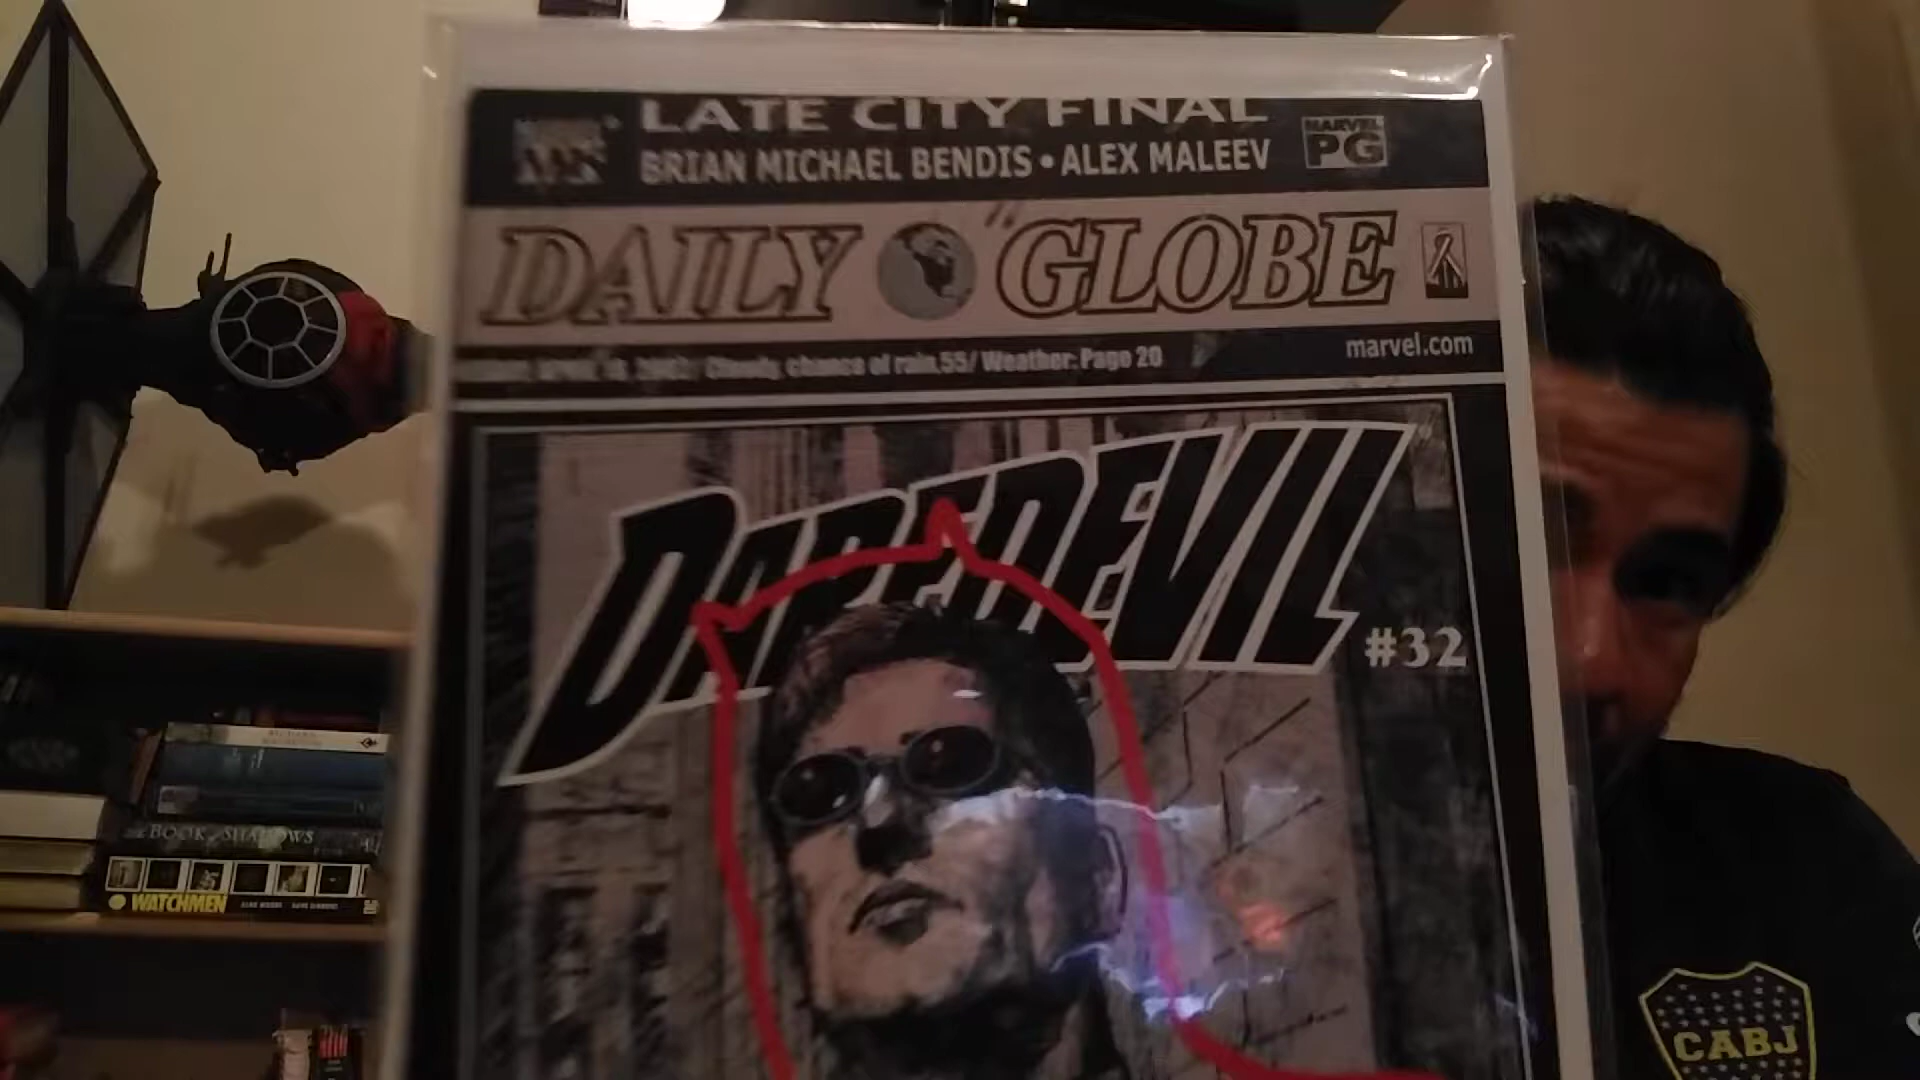 LATE CITY FINAL
BRIAN MICHAEL BENDIS • ALEX MALEEV
MARVEL
PG
DAILY GLOBE
marvel.com
Cloudy, chance of rain, 55/ Weather: Page 20
DAREDEVIL
#32
BOOK OF SHADOWS
WATCHMEN
CABJ